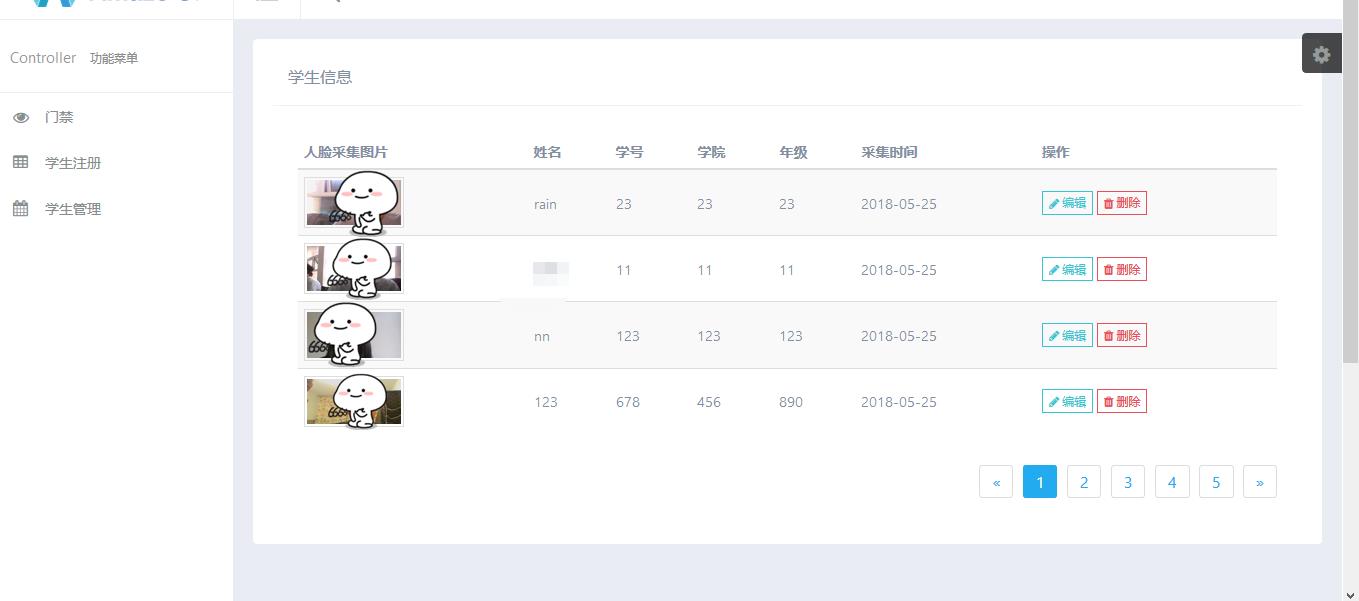 Controller 功能菜单
门禁
学生注册
学生管理
学生信息
人脸采集图片 姓名 学号 学院 年级 采集时间 操作
666 rain 23 23 23 2018-05-25 编辑 删除
666 11 11 11 2018-05-25 编辑 删除
666 nn 123 123 123 2018-05-25 编辑 删除
666 123 678 456 890 2018-05-25 编辑 删除
« 1 2 3 4 5 »